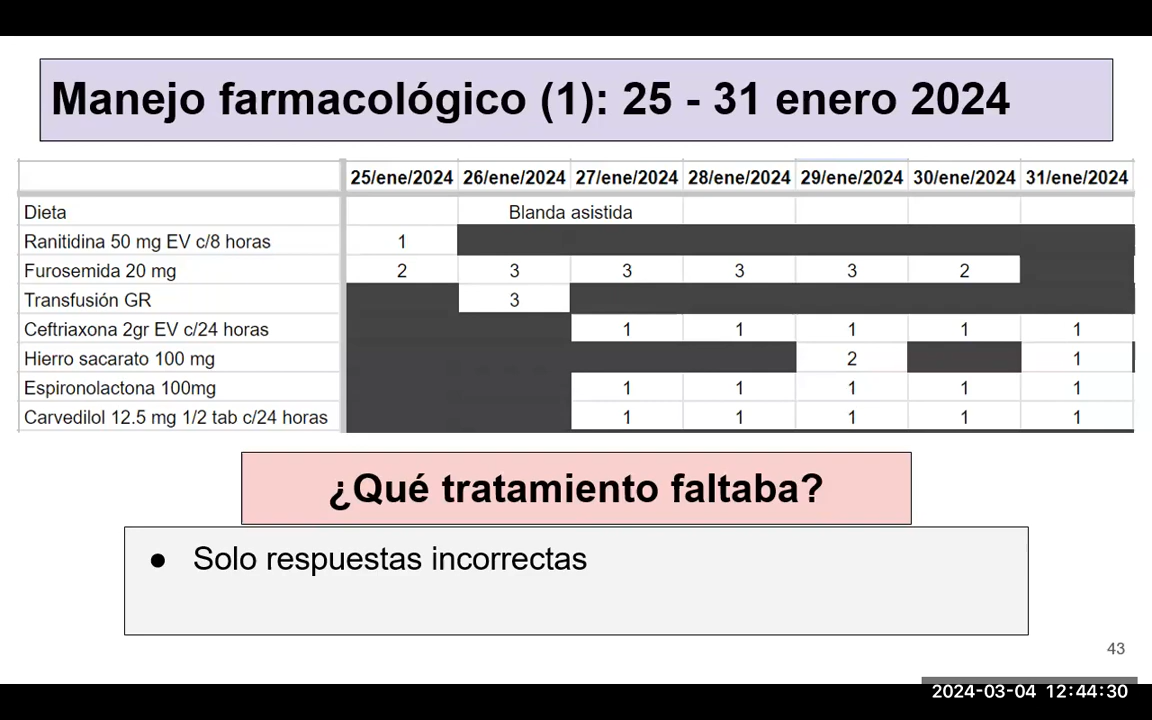 Manejo farmacológico (1): 25 - 31 enero 2024
25/ene/2024 26/ene/2024 27/ene/2024 28/ene/2024 29/ene/2024 30/ene/2024 31/ene/2024
Dieta Blanda asistida
Ranitidina 50 mg EV c/8 horas 1
Furosemida 20 mg 2 3 3 3 3 2
Transfusión GR 3
Ceftriaxona 2gr EV c/24 horas 1 1 1 1 1
Hierro sacarato 100 mg 2 1
Espironolactona 100mg 1 1 1 1 1
Carvedilol 12.5 mg 1/2 tab c/24 horas 1 1 1 1 1
¿Qué tratamiento faltaba?
● Solo respuestas incorrectas
43
2024-03-04 12:44:30